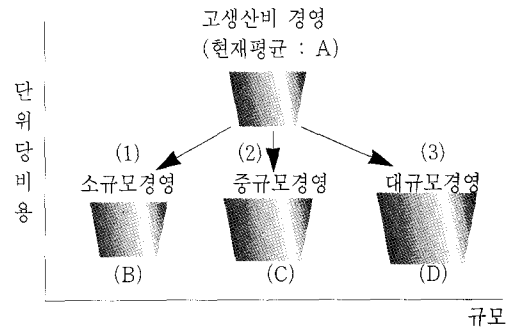 고생산비 경영
(현재평균 : A)
단위당비용
(1) (2) (3)
소규모경영 중규모경영 대규모경영
(B) (C) (D)
규모